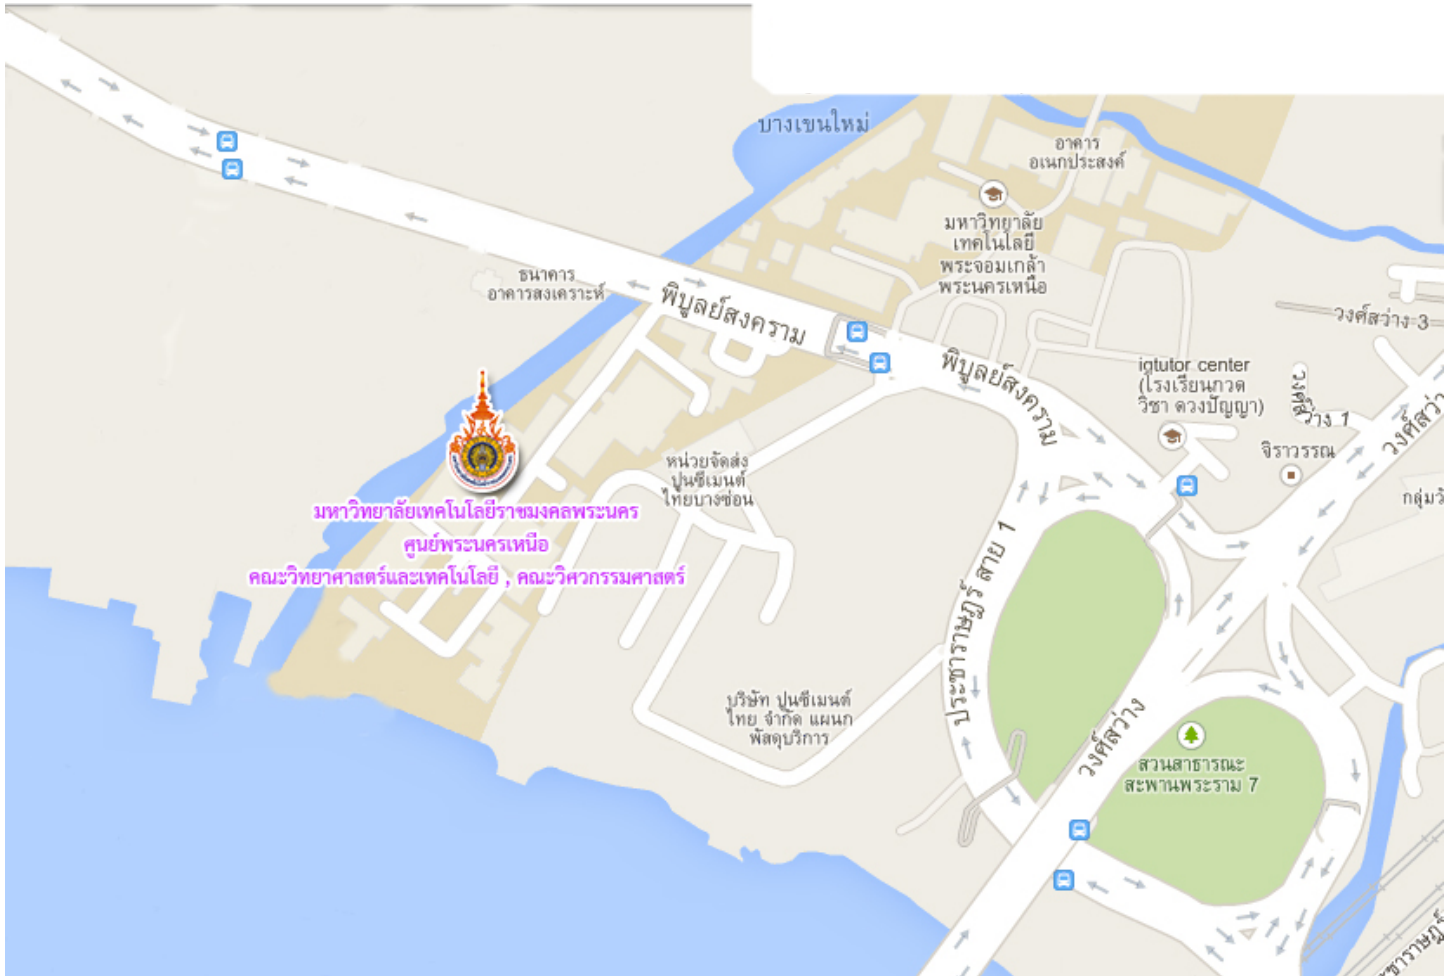 บางเขนใหม่
อาคาร
อเนกประสงค์
มหาวิทยาลัย
เทคโนโลยี
พระจอมเกล้า
พระนครเหนือ
ธนาคาร
อาคารสงเคราะห์
พิบูลย์สงคราม
วงศ์สว่าง 3
พิบูลย์สงคราม
iqtutor center
(โรงเรียนกวด
วิชา ดวงปัญญา)
วงศ์สว่าง 1
วงศ์สว่าง
จิราวรรณ
หน่วยจัดส่ง
ปูนซีเมนต์
ไทยบางซ่อน
มหาวิทยาลัยเทคโนโลยีราชมงคลพระนคร
ศูนย์พระนครเหนือ
คณะวิทยาศาสตร์และเทคโนโลยี , คณะวิศวกรรมศาสตร์
ประชาราษฎร์ สาย 1
บริษัท ปูนซีเมนต์
ไทย จำกัด แผนก
พัสดุบริการ
วงศ์สว่าง
สวนสาธารณะ
สะพานพระราม 7